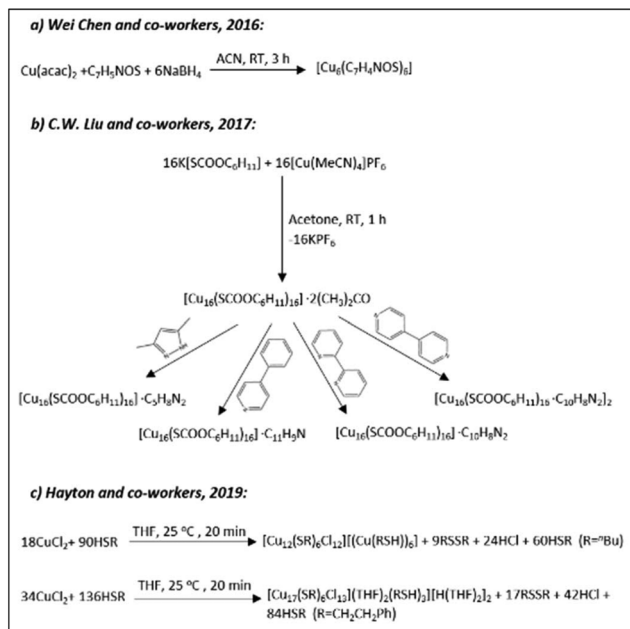 a) Wei Chen and co-workers, 2016:
Cu(acac)₂ +C₇H₅NOS + 6NaBH₄ ACN, RT, 3 h [Cu₆(C₇H₄NOS)₆]
b) C.W. Liu and co-workers, 2017:
16K[SCOOC₆H₁₁] + 16[Cu(MeCN)₄]PF₆
Acetone, RT, 1 h
-16KPF₆
[Cu₁₆(SCOOC₆H₁₁)₁₆]·2(CH₃)₂CO
[Cu₁₆(SCOOC₆H₁₁)₁₆]·C₅H₈N₂
[Cu₁₆(SCOOC₆H₁₁)₁₆·C₁₀H₈N₂]₂
[Cu₁₆(SCOOC₆H₁₁)₁₆]·C₁₁H₉N
[Cu₁₆(SCOOC₆H₁₁)₁₆]·C₁₀H₈N₂
c) Hayton and co-workers, 2019:
18CuCl₂+ 90HSR THF, 25 °C , 20 min [Cu₁₂(SR)₆Cl₁₂][(Cu(RSH))₆] + 9RSSR + 24HCl + 60HSR (R=ⁿBu)
34CuCl₂+ 136HSR THF, 25 °C , 20 min [Cu₁₇(SR)₆Cl₁₃](THF)₂(RSH)₃][H(THF)₂]₂ + 17RSSR + 42HCl +
84HSR (R=CH₂CH₂Ph)